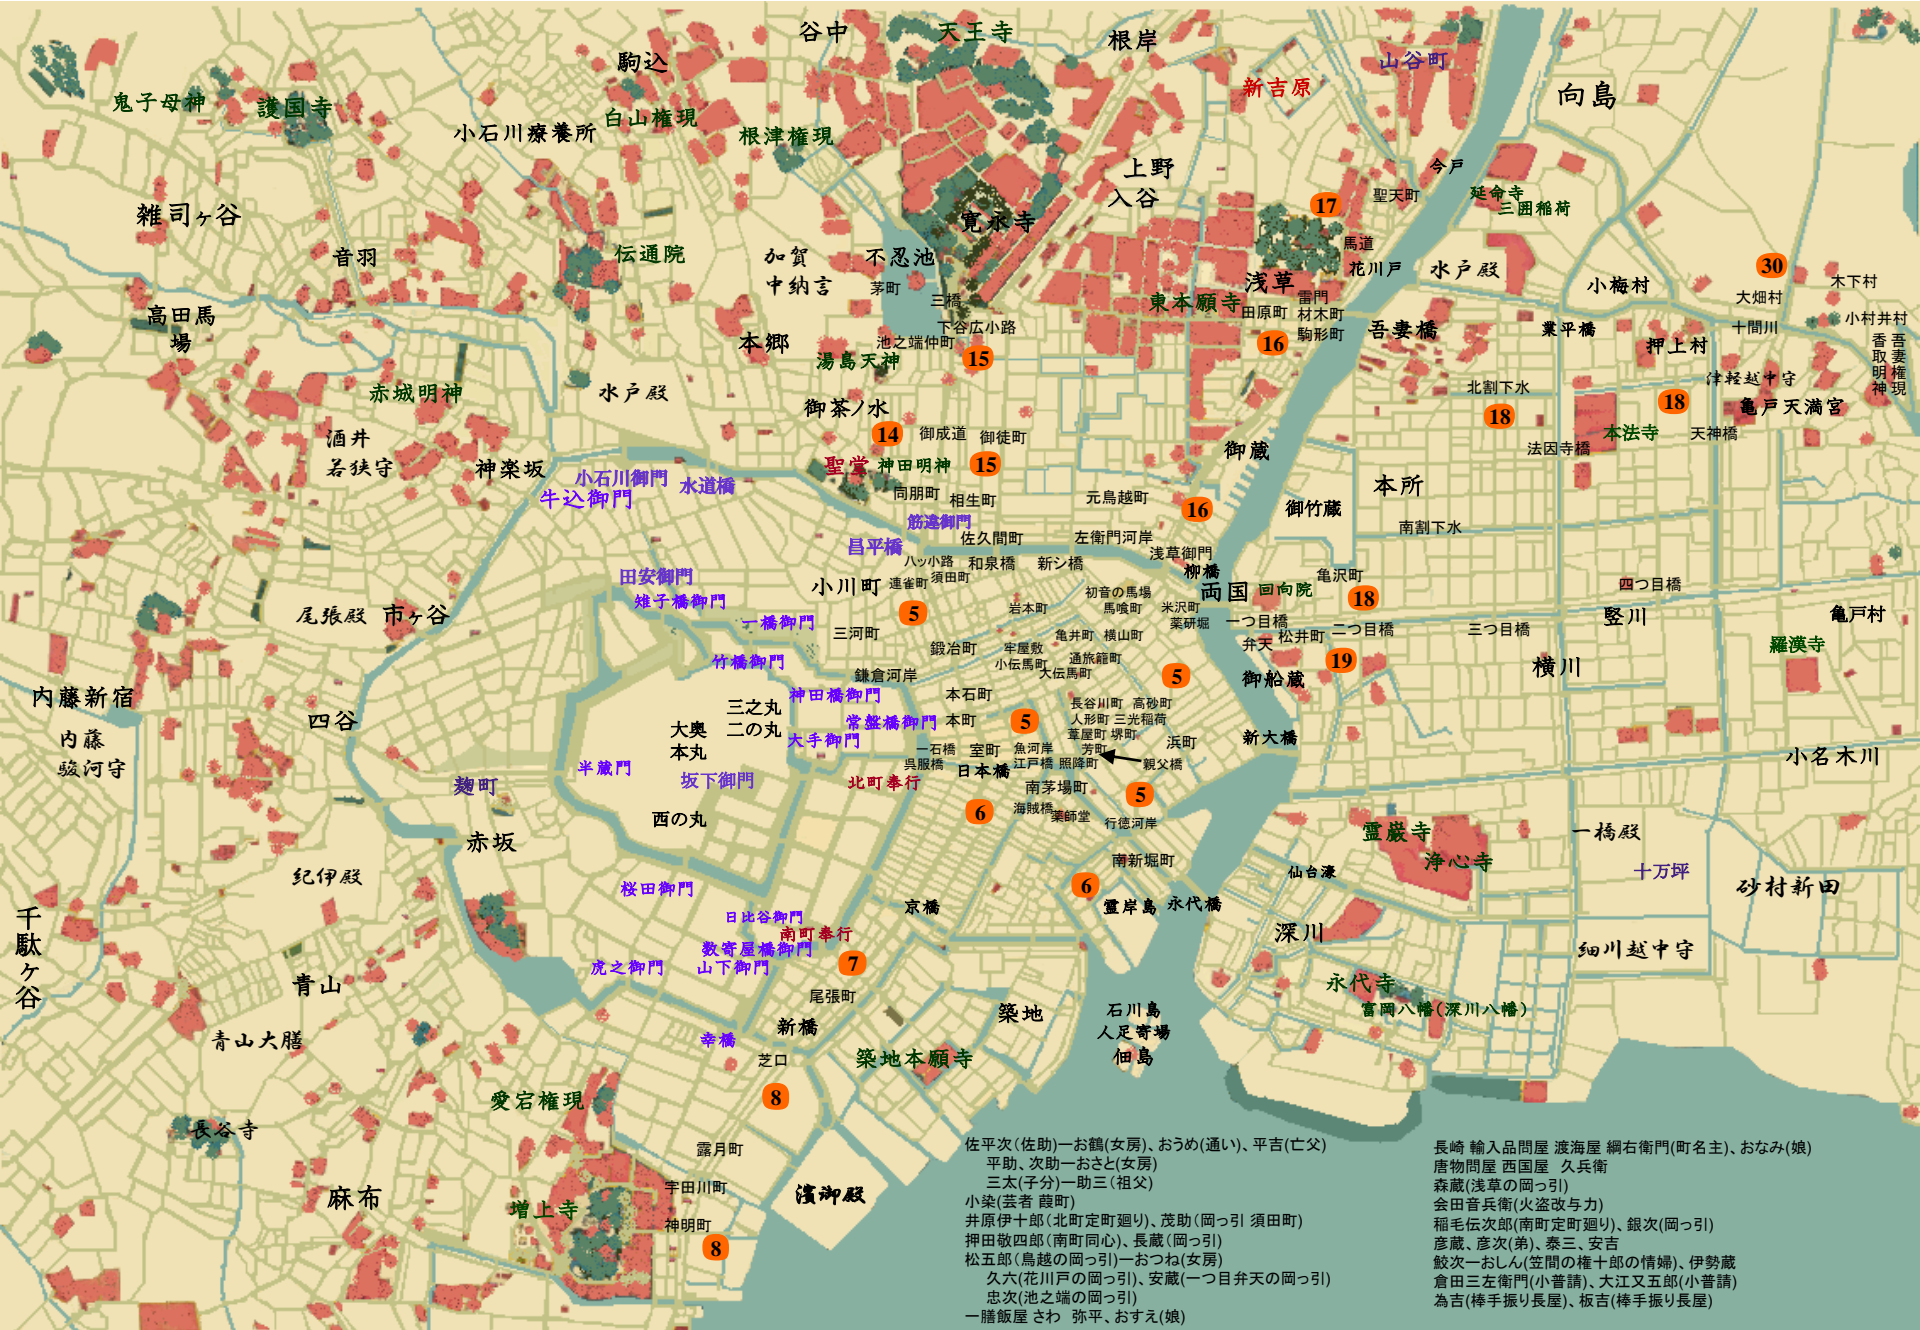 谷中
天王寺
根岸
駒込
山谷町
新吉原
向島
鬼子母神
護国寺
小石川療養所
白山権現
根津権現
上野
入谷
今戸
延命寺
三囲稲荷
聖天町
17
雑司ヶ谷
寛永寺
音羽
伝通院
加賀
中納言
不忍池
茅町
三橋
浅草
馬道
花川戸
水戸殿
小梅村
30
大畑村
木下村
高田馬
場
東本願寺
田原町
雷門
材木町
駒形町
吾妻橋
業平橋
押上村
十間川
小村井村
吾妻権現
香取明神
本郷
下谷広小路
池之端仲町
15
湯島天神
16
赤城明神
水戸殿
北割下水
18
津軽越中守
18
亀戸天満宮
酒井
若狭守
神楽坂
御茶ノ水
14
御成道
御徒町
15
御蔵
法因寺橋
本法寺
天神橋
小石川御門
牛込御門
水道橋
聖堂
神田明神
同朋町
相生町
元鳥越町
16
本所
御竹蔵
南割下水
筋違御門
昌平橋
佐久間町
左衛門河岸
浅草御門
柳橋
八ッ小路
和泉橋
新シ橋
田安御門
雉子橋御門
小川町
連雀町
須田町
初音の馬場
馬喰町
米沢町
薬研堀
両国
回向院
亀沢町
18
四つ目橋
尾張殿
市ヶ谷
一橋御門
5
三河町
岩本町
一つ目橋
松井町
二つ目橋
三つ目橋
竪川
亀戸村
弁天
19
羅漢寺
竹橋御門
鍛冶町
牢屋敷
小伝馬町
亀井町
横山町
通旅籠町
大伝馬町
鎌倉河岸
5
御船蔵
横川
内藤新宿
四谷
三之丸
二の丸
大奥
本丸
神田橋御門
常盤橋御門
大手御門
本石町
本町
5
長谷川町
高砂町
人形町
三光稲荷
葺屋町
堺町
芳町
浜町
新大橋
内藤
駿河守
半蔵門
坂下御門
北町奉行
一石橋
呉服橋
室町
日本橋
魚河岸
江戸橋
照降町
親父橋
小名木川
麹町
西の丸
6
南茅場町
海賊橋
薬師堂
5
行徳河岸
赤坂
霊巌寺
浄心寺
一橋殿
十万坪
砂村新田
紀伊殿
桜田御門
南新堀町
6
霊岸島
永代橋
仙台濠
千駄ヶ谷
日比谷御門
南町奉行
数寄屋橋御門
山下御門
虎之御門
京橋
7
深川
細川越中守
青山
尾張町
新橋
築地
石川島
人足寄場
佃島
永代寺
富岡八幡(深川八幡)
青山大膳
幸橋
芝口
築地本願寺
8
愛宕権現
長谷寺
露月町
麻布
増上寺
宇田川町
神明町
8
濱御殿
佐平次(佐助)ーお鶴(女房)、おうめ(通い)、平吉(亡父)
平助、次助ーおさと(女房)
三太(子分)ー助三(祖父)
小染(芸者 葭町)
井原伊十郎(北町定町廻り)、茂助(岡っ引 須田町)
押田敬四郎(南町同心)、長蔵(岡っ引)
松五郎(鳥越の岡っ引)ーおつね(女房)
久六(花川戸の岡っ引)、安蔵(一つ目弁天の岡っ引)
忠次(池之端の岡っ引)
一膳飯屋 さわ 弥平、おすえ(娘)
長崎 輸入品問屋 渡海屋 綱右衛門(町名主)、おなみ(娘)
唐物問屋 西国屋 久兵衛
森蔵(浅草の岡っ引)
会田音兵衛(火盗改与力)
稲毛伝次郎(南町定町廻り)、銀次(岡っ引)
彦蔵、彦次(弟)、泰三、安吉
鮫次ーおしん(笠間の権十郎の情婦)、伊勢蔵
倉田三左衛門(小普請)、大江又五郎(小普請)
為吉(棒手振り長屋)、板吉(棒手振り長屋)